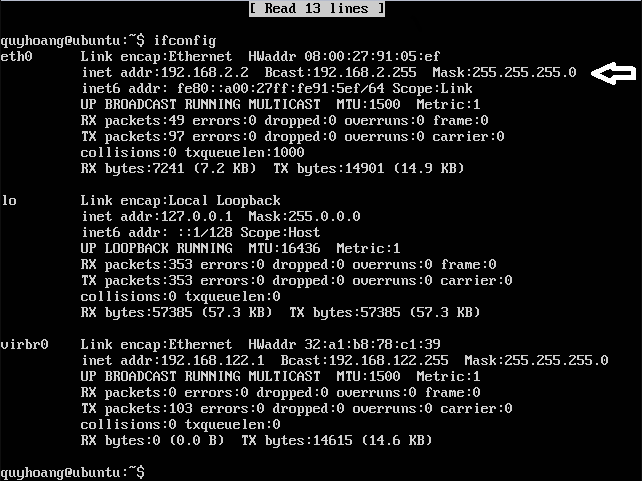 [ Read 13 lines ]
quyhoang@ubuntu:~$ ifconfig
eth0      Link encap:Ethernet  HWaddr 08:00:27:91:05:ef
          inet addr:192.168.2.2  Bcast:192.168.2.255  Mask:255.255.255.0
          inet6 addr: fe80::a00:27ff:fe91:5ef/64 Scope:Link
          UP BROADCAST RUNNING MULTICAST  MTU:1500  Metric:1
          RX packets:49 errors:0 dropped:0 overruns:0 frame:0
          TX packets:97 errors:0 dropped:0 overruns:0 carrier:0
          collisions:0 txqueuelen:1000
          RX bytes:7241 (7.2 KB)  TX bytes:14901 (14.9 KB)
lo        Link encap:Local Loopback
          inet addr:127.0.0.1  Mask:255.0.0.0
          inet6 addr: ::1/128 Scope:Host
          UP LOOPBACK RUNNING  MTU:16436  Metric:1
          RX packets:353 errors:0 dropped:0 overruns:0 frame:0
          TX packets:353 errors:0 dropped:0 overruns:0 carrier:0
          collisions:0 txqueuelen:0
          RX bytes:57385 (57.3 KB)  TX bytes:57385 (57.3 KB)
virbr0    Link encap:Ethernet  HWaddr 32:a1:b8:78:c1:39
          inet addr:192.168.122.1  Bcast:192.168.122.255  Mask:255.255.255.0
          UP BROADCAST RUNNING MULTICAST  MTU:1500  Metric:1
          RX packets:0 errors:0 dropped:0 overruns:0 frame:0
          TX packets:103 errors:0 dropped:0 overruns:0 carrier:0
          collisions:0 txqueuelen:0
          RX bytes:0 (0.0 B)  TX bytes:14615 (14.6 KB)
quyhoang@ubuntu:~$